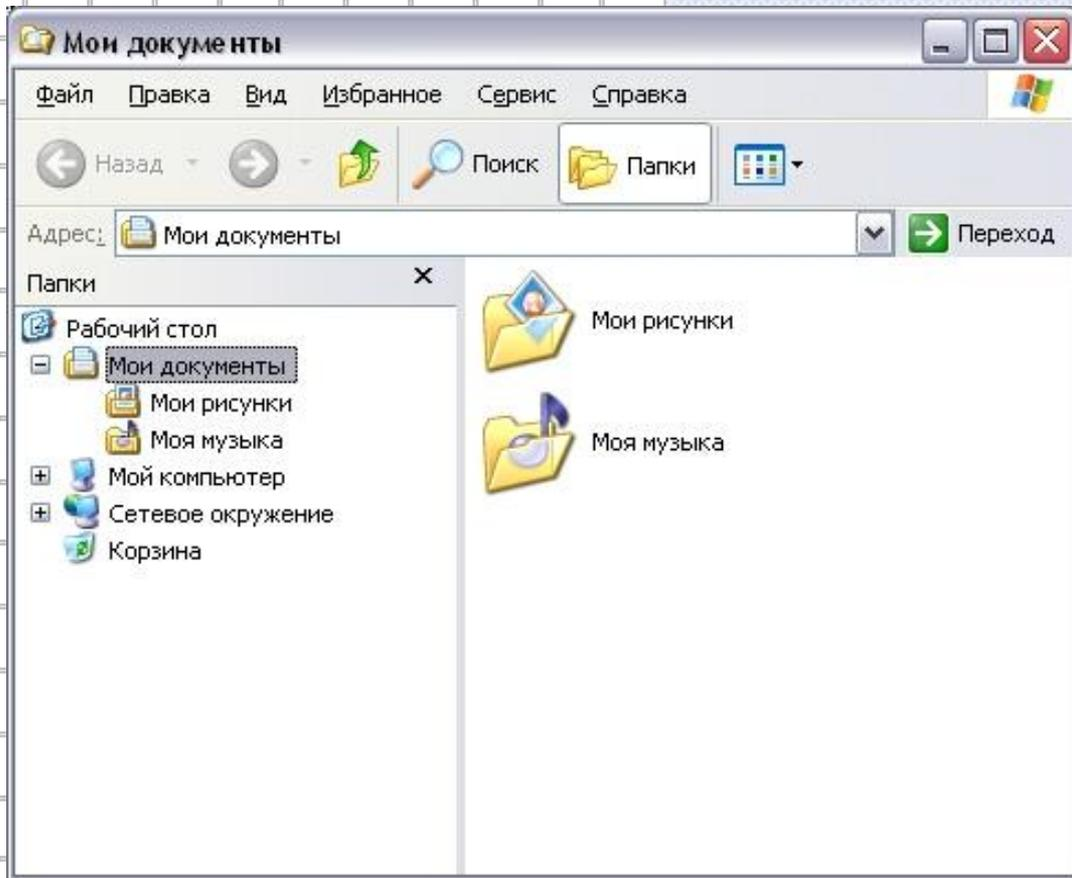 Мои документы
Файл Правка Вид Избранное Сервис Справка
Назад Поиск Папки
Адрес: Мои документы Переход
Папки
Рабочий стол
Мои документы
Мои рисунки
Моя музыка
Мой компьютер
Сетевое окружение
Корзина
Мои рисунки
Моя музыка